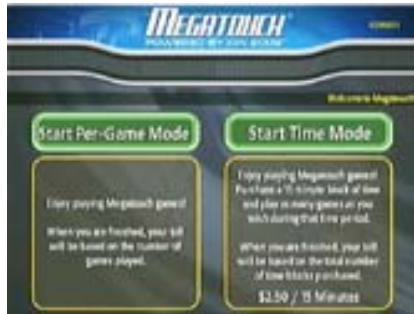 MEGATOUCH
POWERED BY ION
Welcome to Megatouch
Start Per-Game Mode
Start Time Mode
Enjoy playing Megatouch games!
When you are finished, your bill
will be based on the number of
games played.
Enjoy playing Megatouch games!
Purchase a 15 minute block of time
and play as many games as you
wish during that time period.
When you are finished, your bill
will be based on the total number
of time blocks purchased.
$2.50 / 15 Minutes